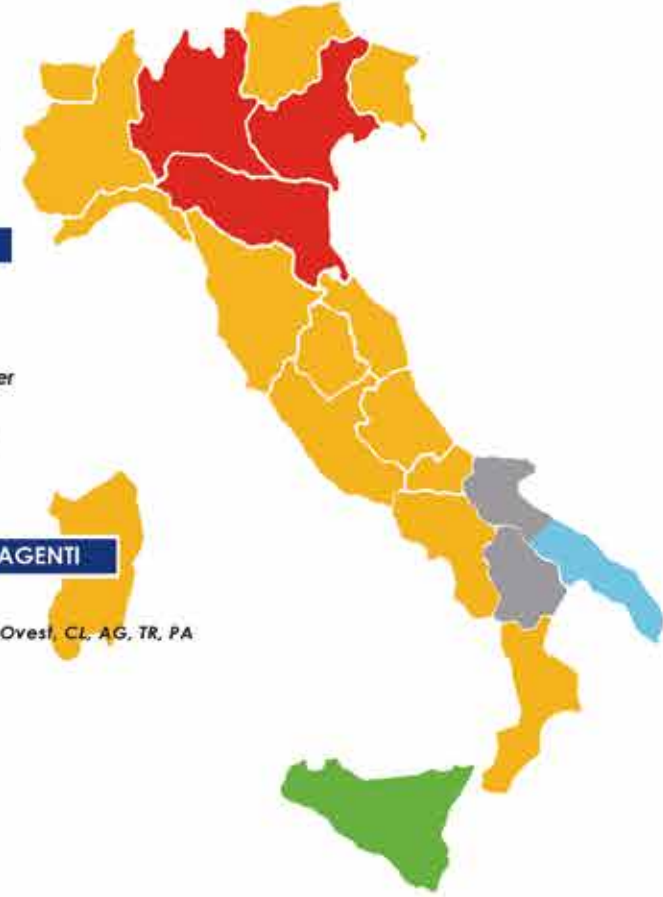 er
AGENTI
Ovest, CL, AG, TR, PA